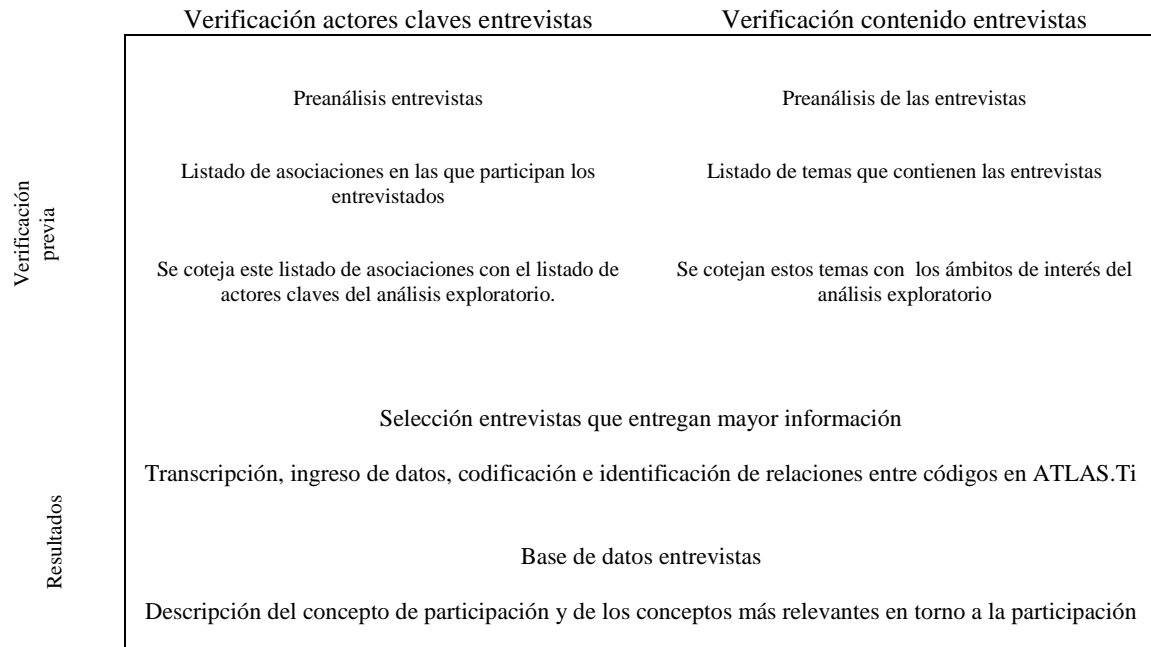 Verificación actores claves entrevistas
Verificación contenido entrevistas
Verificación
previa
Preanálisis entrevistas
Preanálisis de las entrevistas
Listado de asociaciones en las que participan los
entrevistados
Listado de temas que contienen las entrevistas
Se coteja este listado de asociaciones con el listado de
actores claves del análisis exploratorio.
Se cotejan estos temas con  los ámbitos de interés del
análisis exploratorio
Resultados
Selección entrevistas que entregan mayor información
Transcripción, ingreso de datos, codificación e identificación de relaciones entre códigos en ATLAS.Ti
Base de datos entrevistas
Descripción del concepto de participación y de los conceptos más relevantes en torno a la participación